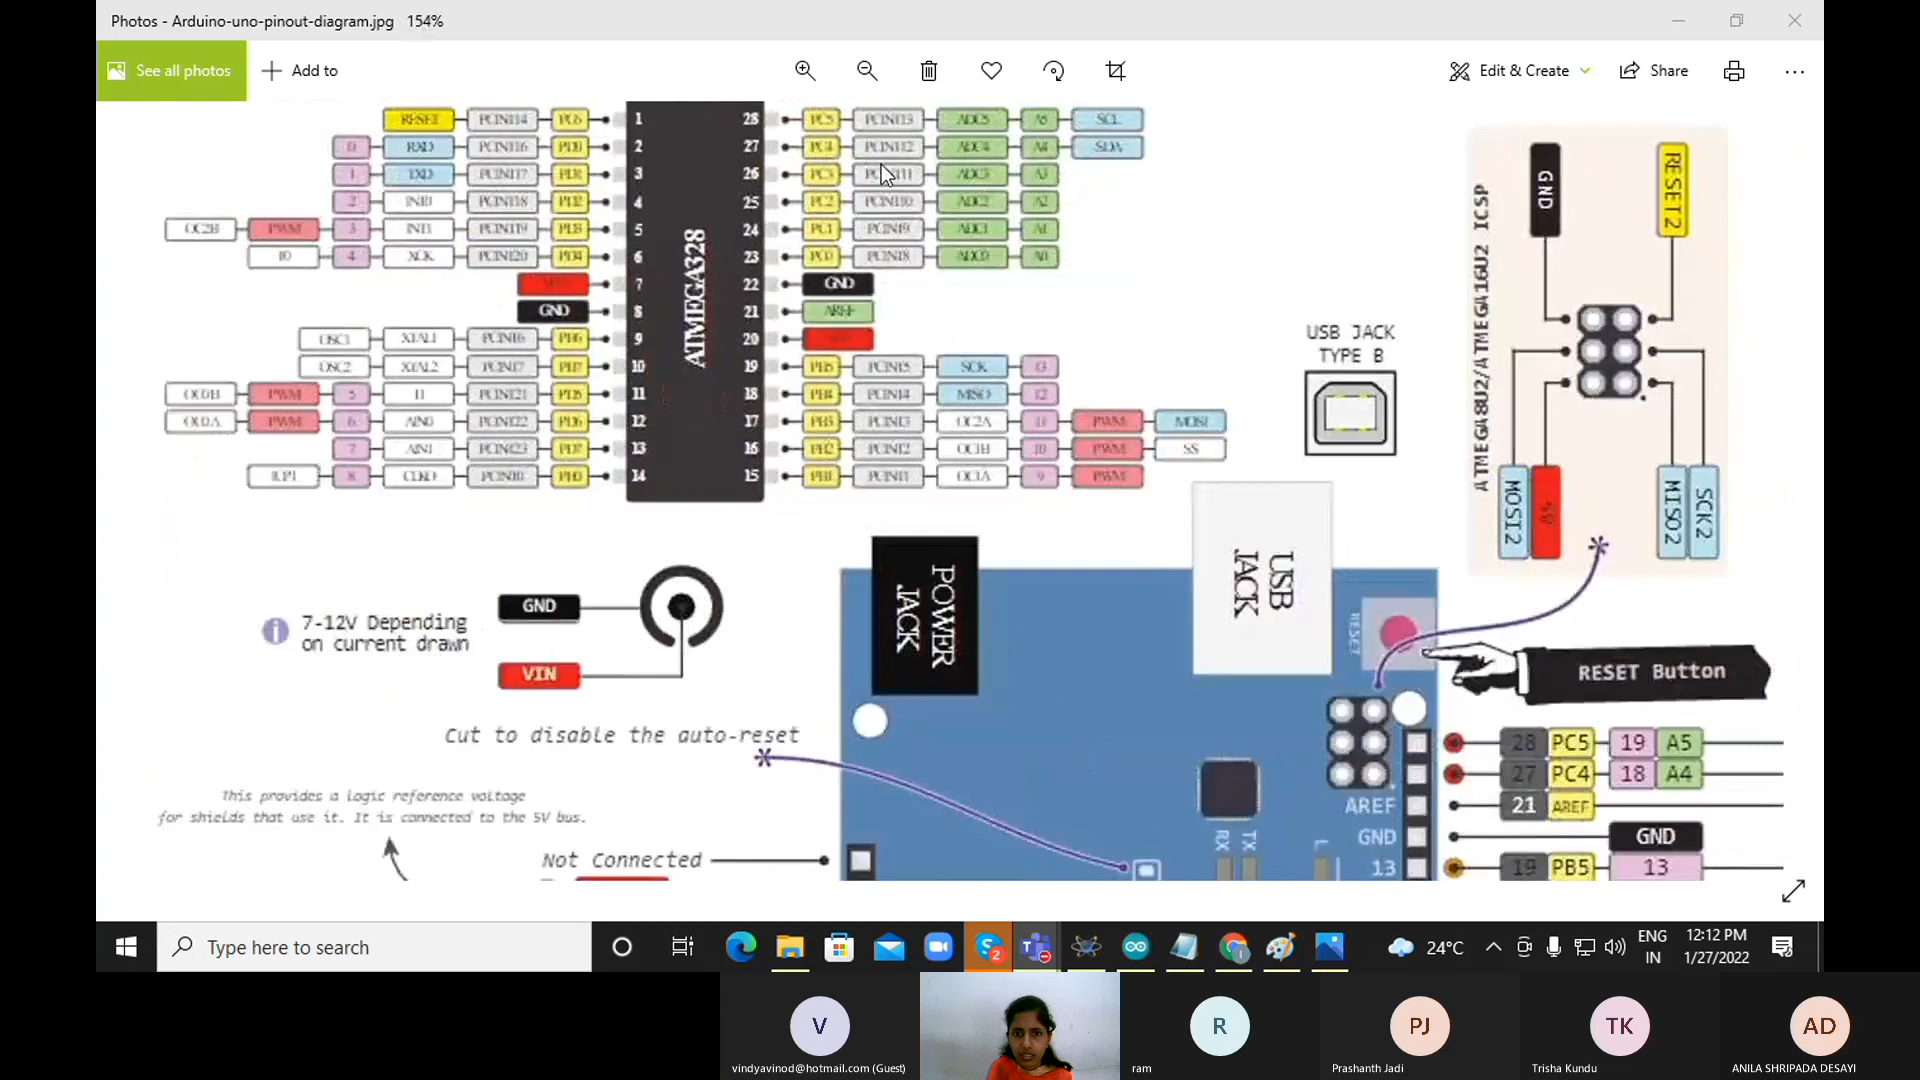 Photos - Arduino-uno-pinout-diagram.jpg 154%
See all photos
Add to
Edit & Create
Share
RESET PCINT14 PC6 1 28 PC5 PCINT13 ADC5 A5 SCL
0 RXD PCINT16 PD0 2 27 PC4 PCINT12 ADC4 A4 SDA
1 TXD PCINT17 PD1 3 26 PC3 ADC3 A3
2 INT0 PCINT18 PD2 4 25 PC2 PCINT10 ADC2 A2
OC2B PWM 3 INT1 PCINT19 PD3 5 24 PC1 PCINT9 ADC1 A1
T0 4 XCK PCINT20 PD4 6 23 PC0 PCINT8 ADC0 A0
7 22 GND
GND 8 21 AREF
OSC1 XTAL1 PCINT6 PB6 9 20
OSC2 XTAL2 PCINT7 PB7 10 19 PB5 PCINT5 SCK 13
OC0B PWM 5 T1 PCINT21 PD5 11 18 PB4 PCINT4 MISO 12
OC0A PWM 6 AIN0 PCINT22 PD6 12 17 PB3 PCINT3 OC2A 11 PWM MOSI
7 AIN1 PCINT23 PD7 13 16 PB2 PCINT2 OC1B 10 PWM SS
ICP1 8 CLKO PCINT0 PB0 14 15 PB1 PCINT1 OC1A 9 PWM
ATMEGA328
USB JACK
TYPE B
ATMEGA8U2/ATMEGA16U2 ICSP
GND
RESET2
MOSI2
5V
MISO2
SCK2
GND
7-12V Depending
on current drawn
VIN
POWER
JACK
USB
JACK
RESET
RESET Button
Cut to disable the auto-reset
This provides a logic reference voltage
for shields that use it. It is connected to the 5V bus.
Not Connected
28 PC5 19 A5
27 PC4 18 A4
AREF 21 AREF
GND GND
RX TX L 13 19 PB5 13
Type here to search
24°C
ENG
IN
12:12 PM
1/27/2022
V
vindyavinod@hotmail.com (Guest)
R
ram
PJ
Prashanth Jadi
TK
Trisha Kundu
AD
ANILA SHRIPADA DESAYI